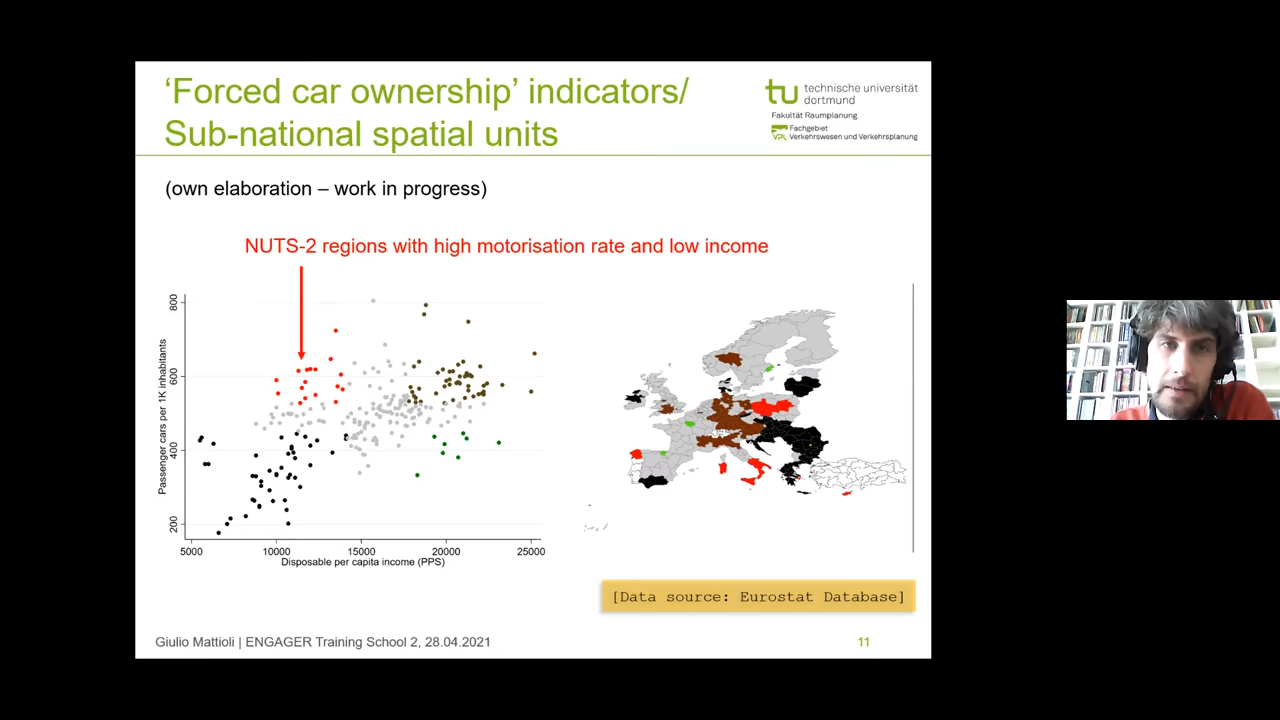 ‘Forced car ownership’ indicators/
Sub-national spatial units
tu technische universität
dortmund
Fakultät Raumplanung
VPL Fachgebiet
Verkehrswesen und Verkehrsplanung
(own elaboration – work in progress)
NUTS-2 regions with high motorisation rate and low income
Passenger cars per 1K inhabitants
800
600
400
200
5000 10000 15000 20000 25000
Disposable per capita income (PPS)
[Data source: Eurostat Database]
Giulio Mattioli | ENGAGER Training School 2, 28.04.2021
11